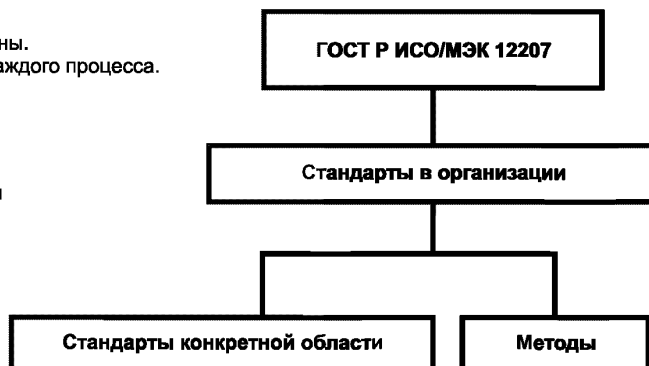 ны.
аждого процесса.
ГОСТ Р ИСО/МЭК 12207
Стандарты в организации
Стандарты конкретной области
Методы